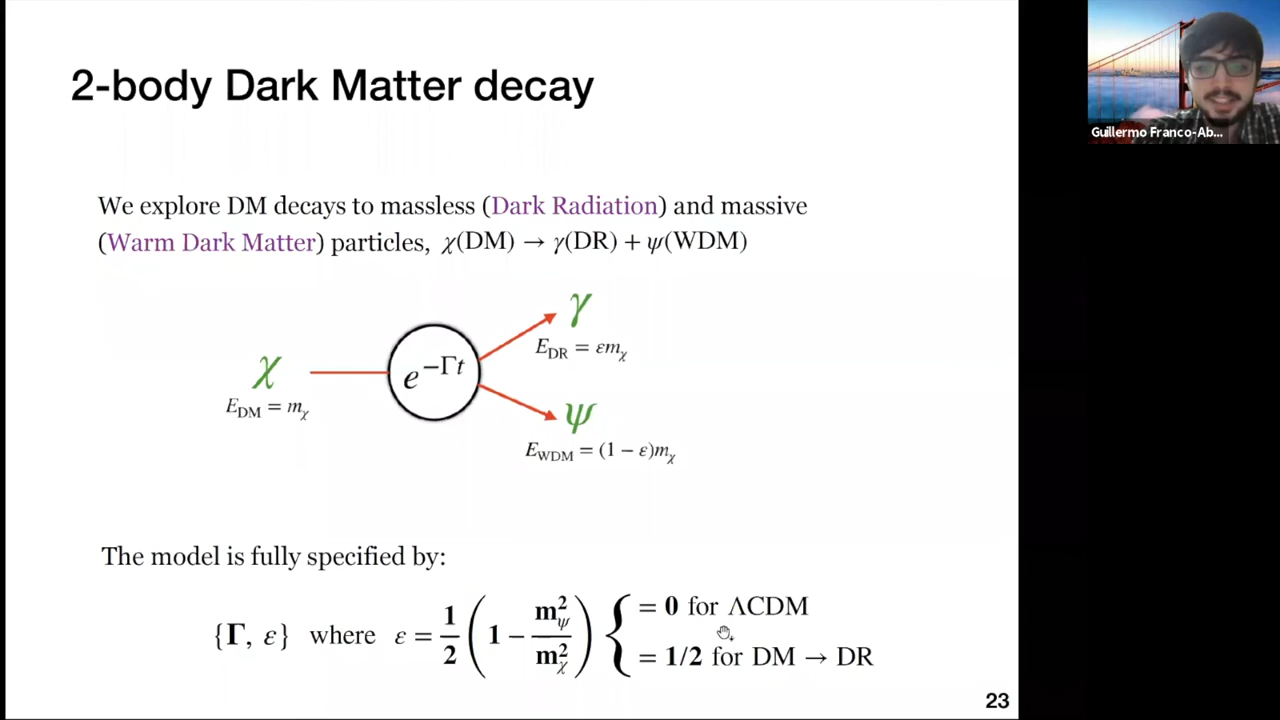 2-body Dark Matter decay
Guillermo Franco-Ab...
We explore DM decays to massless (Dark Radiation) and massive
(Warm Dark Matter) particles, χ(DM) → γ(DR) + ψ(WDM)
γ
E_DR = εm_χ
χ
e^{−Γt}
E_DM = m_χ
ψ
E_WDM = (1 − ε)m_χ
The model is fully specified by:
{Γ, ε} where ε = 1/2 (1 − m²_ψ/m²_χ) { = 0 for ΛCDM
= 1/2 for DM → DR
23